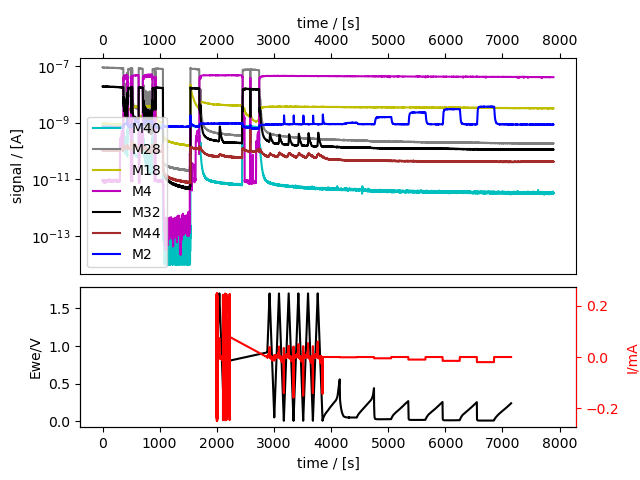 time / [s]
0 1000 2000 3000 4000 5000 6000 7000 8000
10⁻⁷
10⁻⁹
10⁻¹¹
10⁻¹³
signal / [A]
M40
M28
M18
M4
M32
M44
M2
1.5
1.0
0.5
0.0
Ewe/V
0.2
0.0
−0.2
I/mA
0 1000 2000 3000 4000 5000 6000 7000 8000
time / [s]